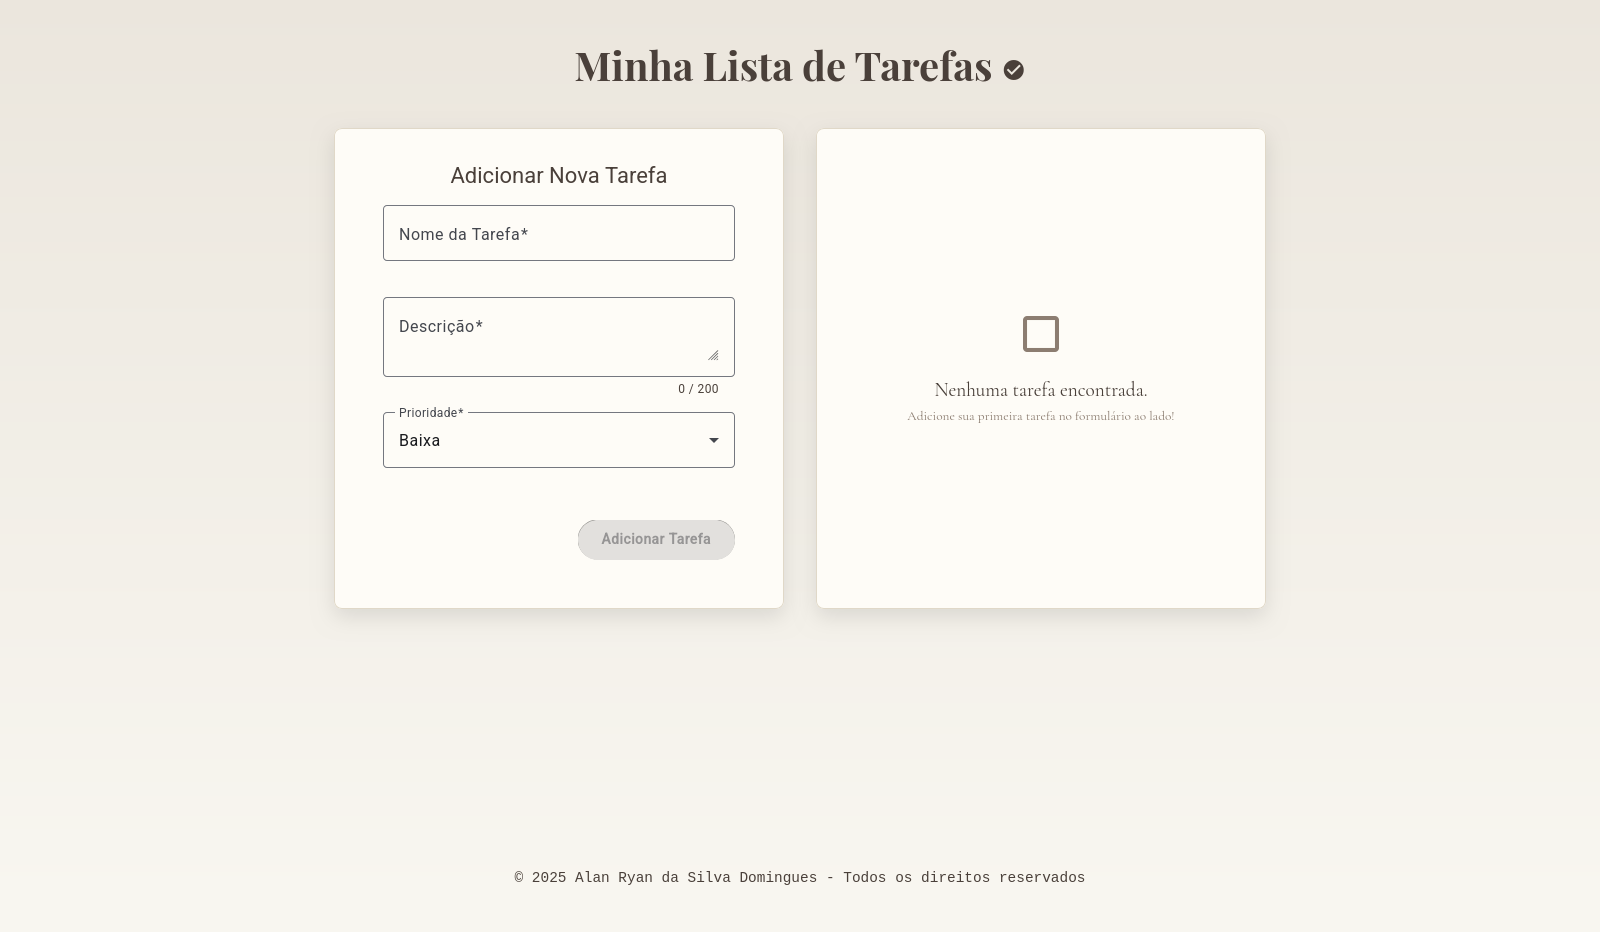 Minha Lista de Tarefas
Adicionar Nova Tarefa
Nome da Tarefa*
Descrição*
0 / 200
Prioridade*
Baixa
Adicionar Tarefa
Nenhuma tarefa encontrada.
Adicione sua primeira tarefa no formulário ao lado!
© 2025 Alan Ryan da Silva Domingues - Todos os direitos reservados